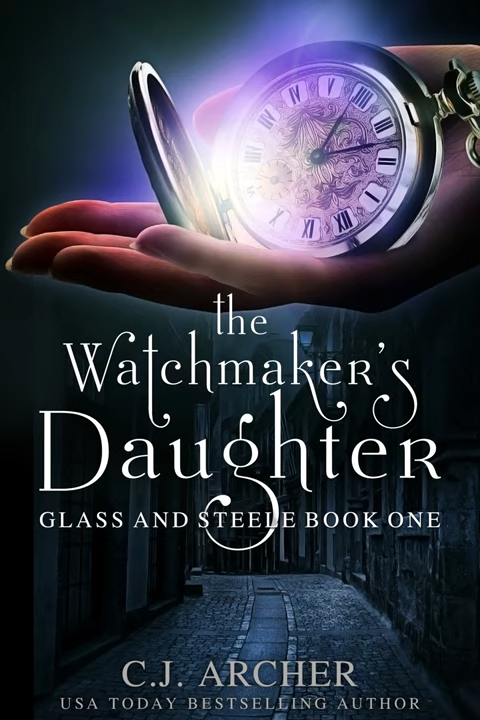 the
Watchmaker's
Daughter
GLASS AND STEELE BOOK ONE
C.J. ARCHER
USA TODAY BESTSELLING AUTHOR